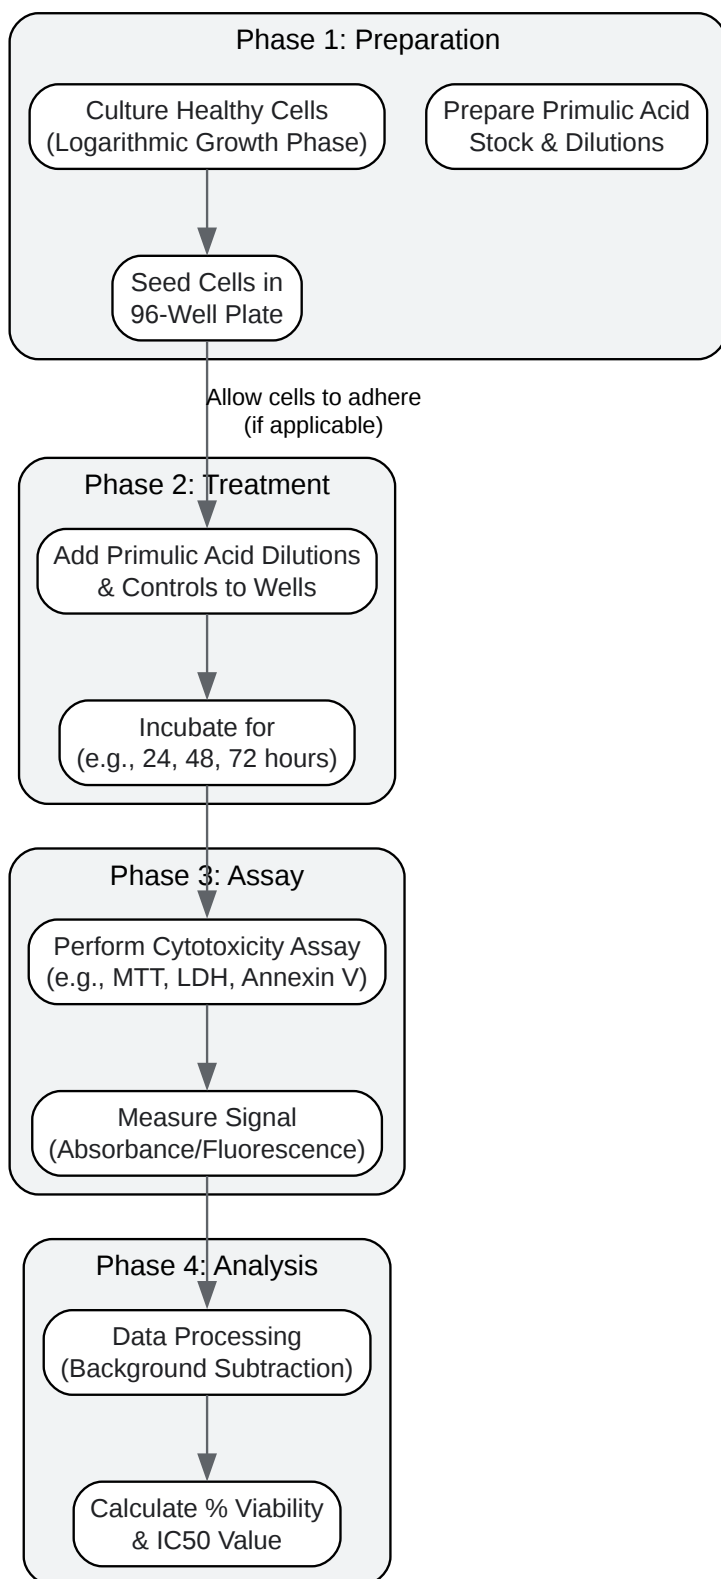 Phase 1: Preparation
Culture Healthy Cells
(Logarithmic Growth Phase)
Prepare Primulic Acid
Stock & Dilutions
Seed Cells in
96-Well Plate
Allow cells to adhere
(if applicable)
Phase 2: Treatment
Add Primulic Acid Dilutions
& Controls to Wells
Incubate for
(e.g., 24, 48, 72 hours)
Phase 3: Assay
Perform Cytotoxicity Assay
(e.g., MTT, LDH, Annexin V)
Measure Signal
(Absorbance/Fluorescence)
Phase 4: Analysis
Data Processing
(Background Subtraction)
Calculate % Viability
& IC50 Value